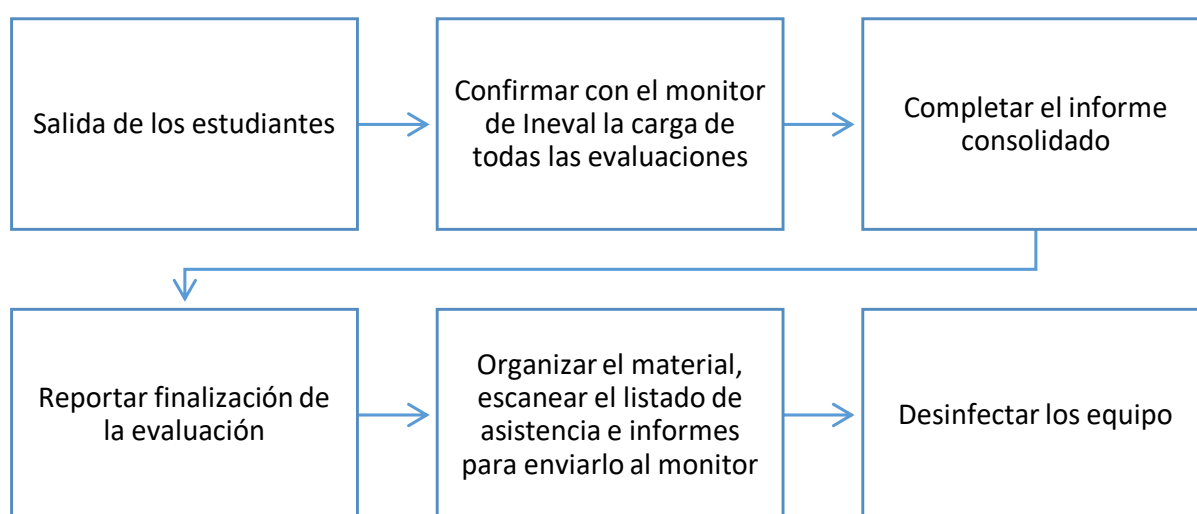 Salida de los estudiantes
Confirmar con el monitor
de Ineval la carga de
todas las evaluaciones
Completar el informe
consolidado
Reportar finalización de
la evaluación
Organizar el material,
escanear el listado de
asistencia e informes
para enviarlo al monitor
Desinfectar los equipo